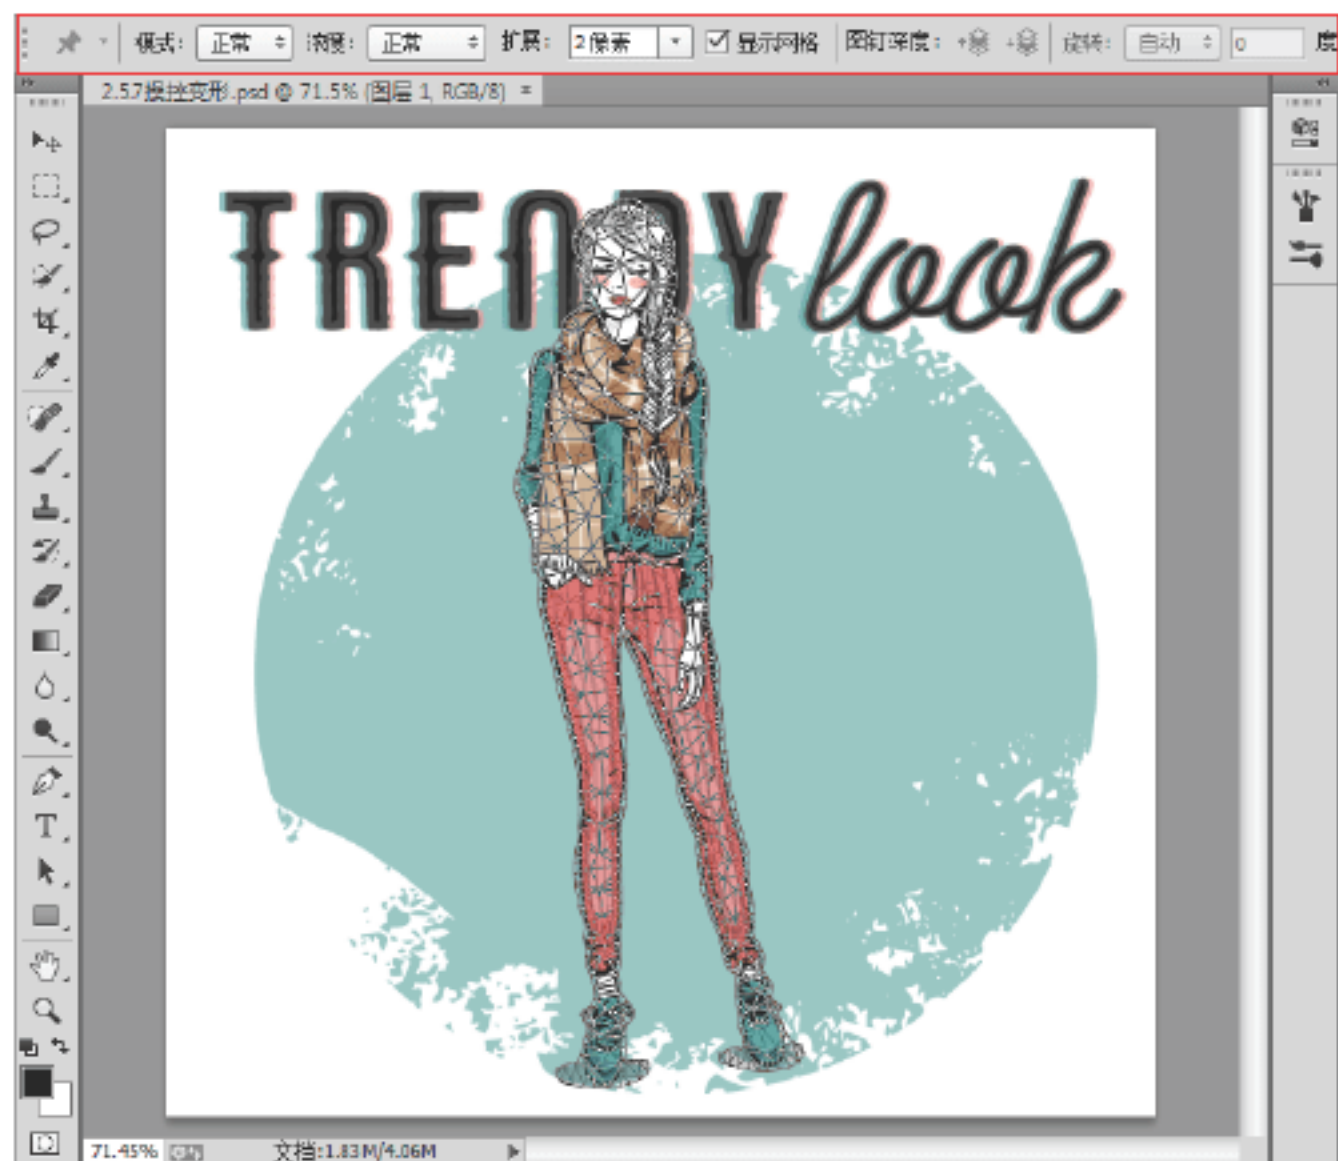 模式: 正常 浓度: 正常 扩展: 2像素 显示网格 图钉深度: 旋转: 自动 0 度
2.5.7操控变形.psd @ 71.5% (图层 1, RGB/8) ×
TRENDY look
T
71.45% 文档:1.83M/4.06M